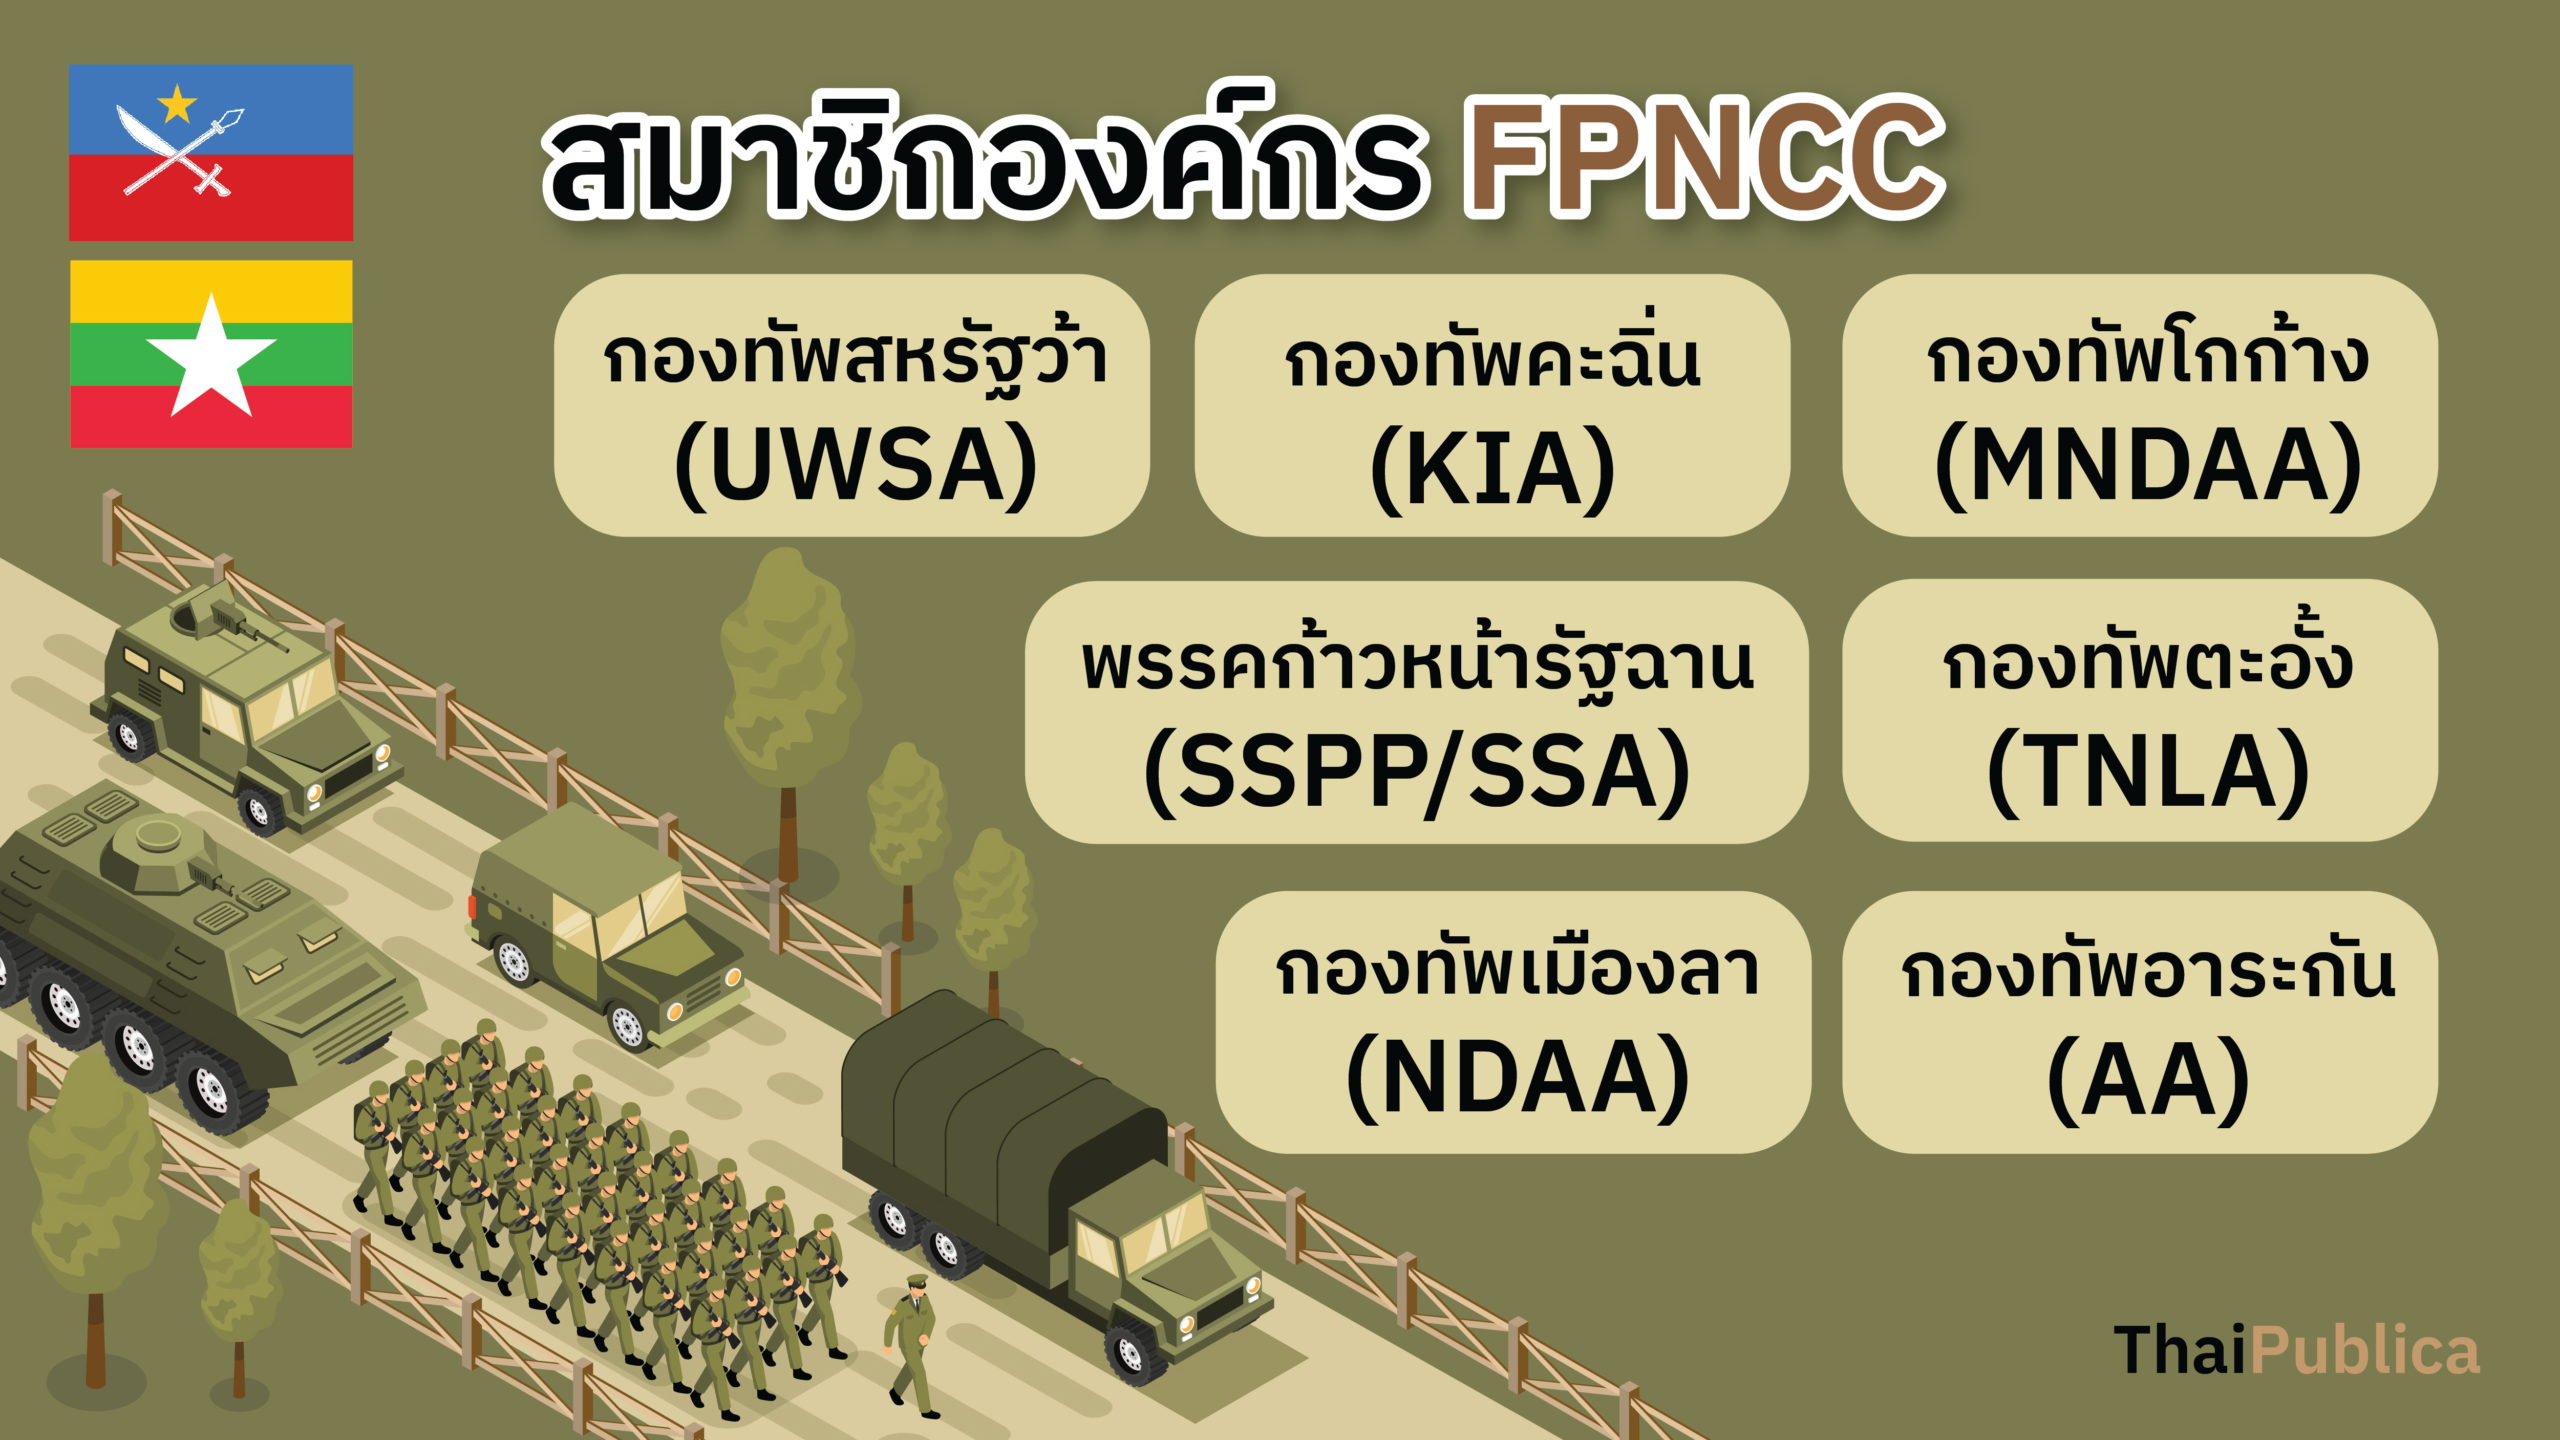 สมาชิกองค์กร FPNCC
กองทัพสหรัฐว้า
(UWSA)
กองทัพคะฉิ่น
(KIA)
กองทัพโกก้าง
(MNDAA)
พรรคก้าวหน้ารัฐฉาน
(SSPP/SSA)
กองทัพตะอั้ง
(TNLA)
กองทัพเมืองลา
(NDAA)
กองทัพอาระกัน
(AA)
ThaiPublica